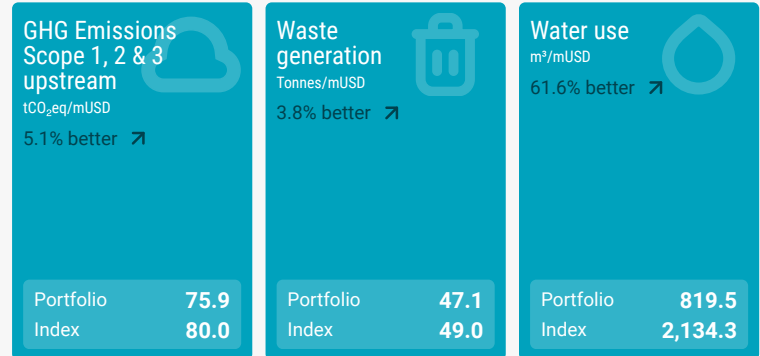 GHG Emissions
Scope 1, 2 & 3
upstream
tCO₂eq/mUSD
5.1% better
Portfolio 75.9
Index 80.0
Waste
generation
Tonnes/mUSD
3.8% better
Portfolio 47.1
Index 49.0
Water use
m³/mUSD
61.6% better
Portfolio 819.5
Index 2,134.3